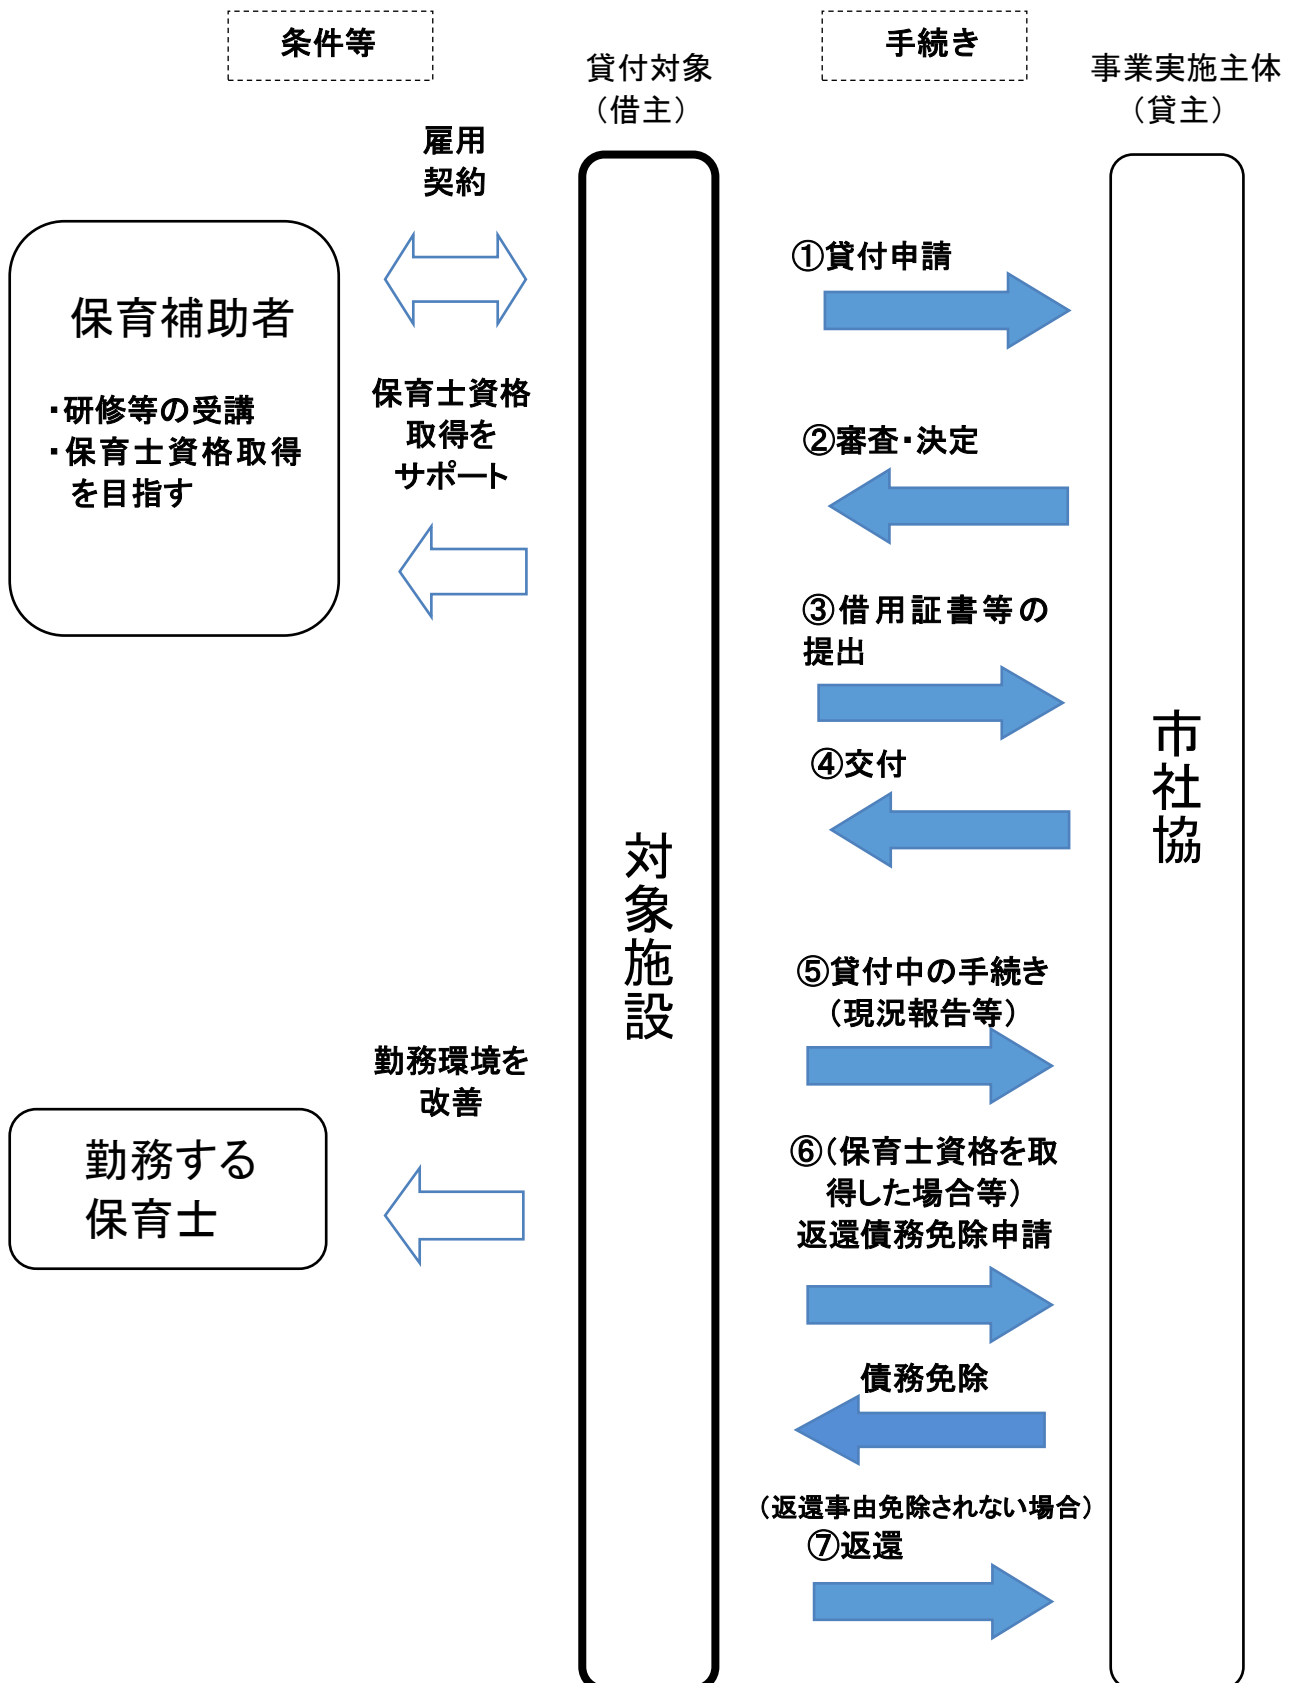 条件等
手続き
貸付対象
（借主）
事業実施主体
（貸主）
雇用
契約
保育補助者
・研修等の受講
・保育士資格取得
を目指す
保育士資格
取得を
サポート
勤務環境を
改善
勤務する
保育士
対象施設
①貸付申請
②審査・決定
③借用証書等の
提出
④交付
⑤貸付中の手続き
（現況報告等）
⑥（保育士資格を取
得した場合等）
返還債務免除申請
債務免除
（返還事由免除されない場合）
⑦返還
市社協